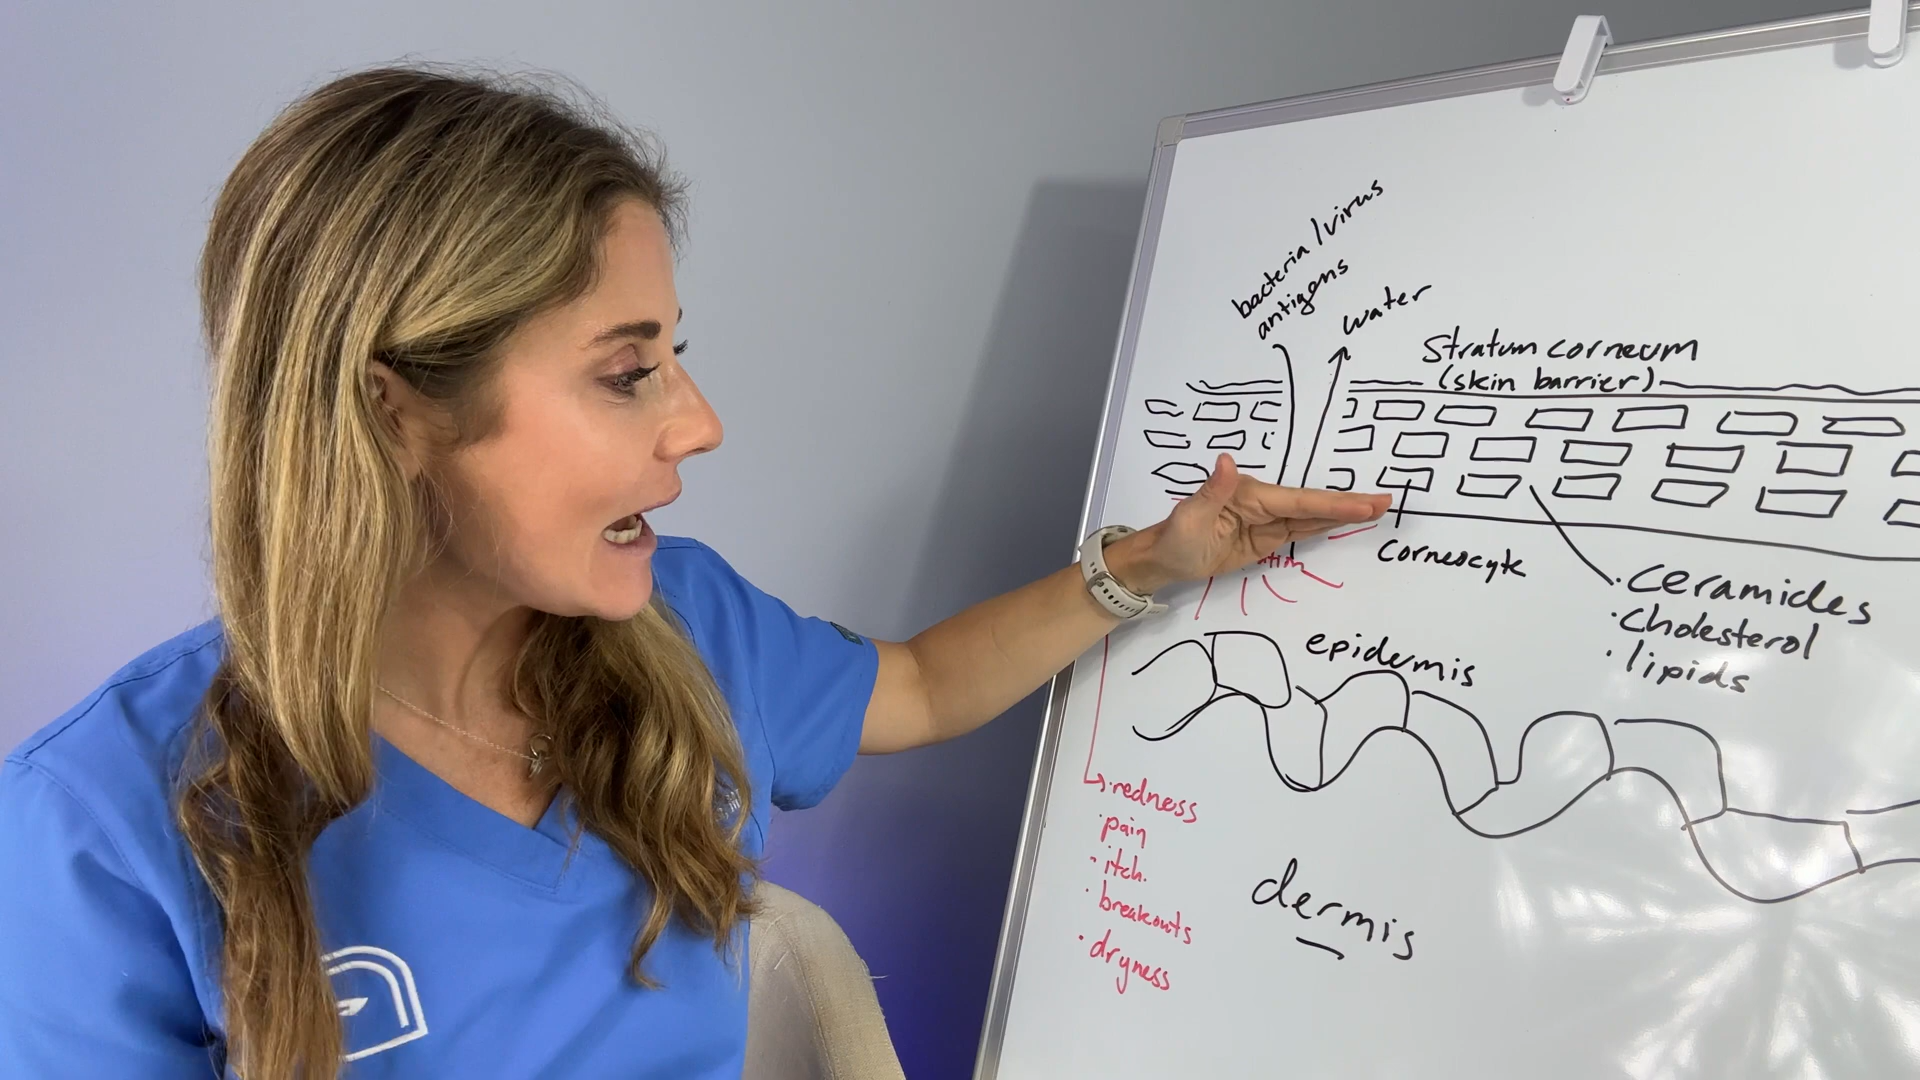 bacteria/virus
antigens
water
Stratum corneum
(skin barrier)
Corneocyte
• ceramides
• cholesterol
• lipids
epidermis
• redness
• pain
• itch.
• breakouts
• dryness
dermis